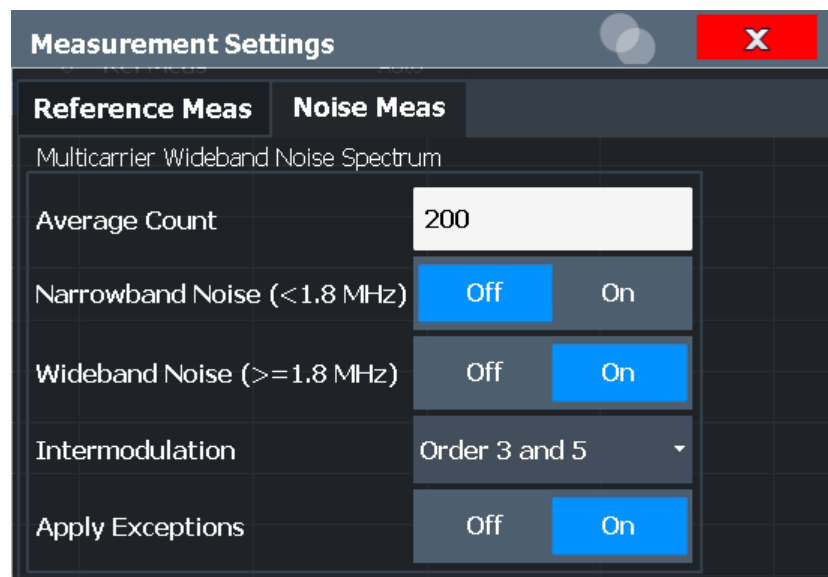 Measurement Settings X
Reference Meas Noise Meas
Multicarrier Wideband Noise Spectrum
Average Count 200
Narrowband Noise (<1.8 MHz) Off On
Wideband Noise (>=1.8 MHz) Off On
Intermodulation Order 3 and 5
Apply Exceptions Off On